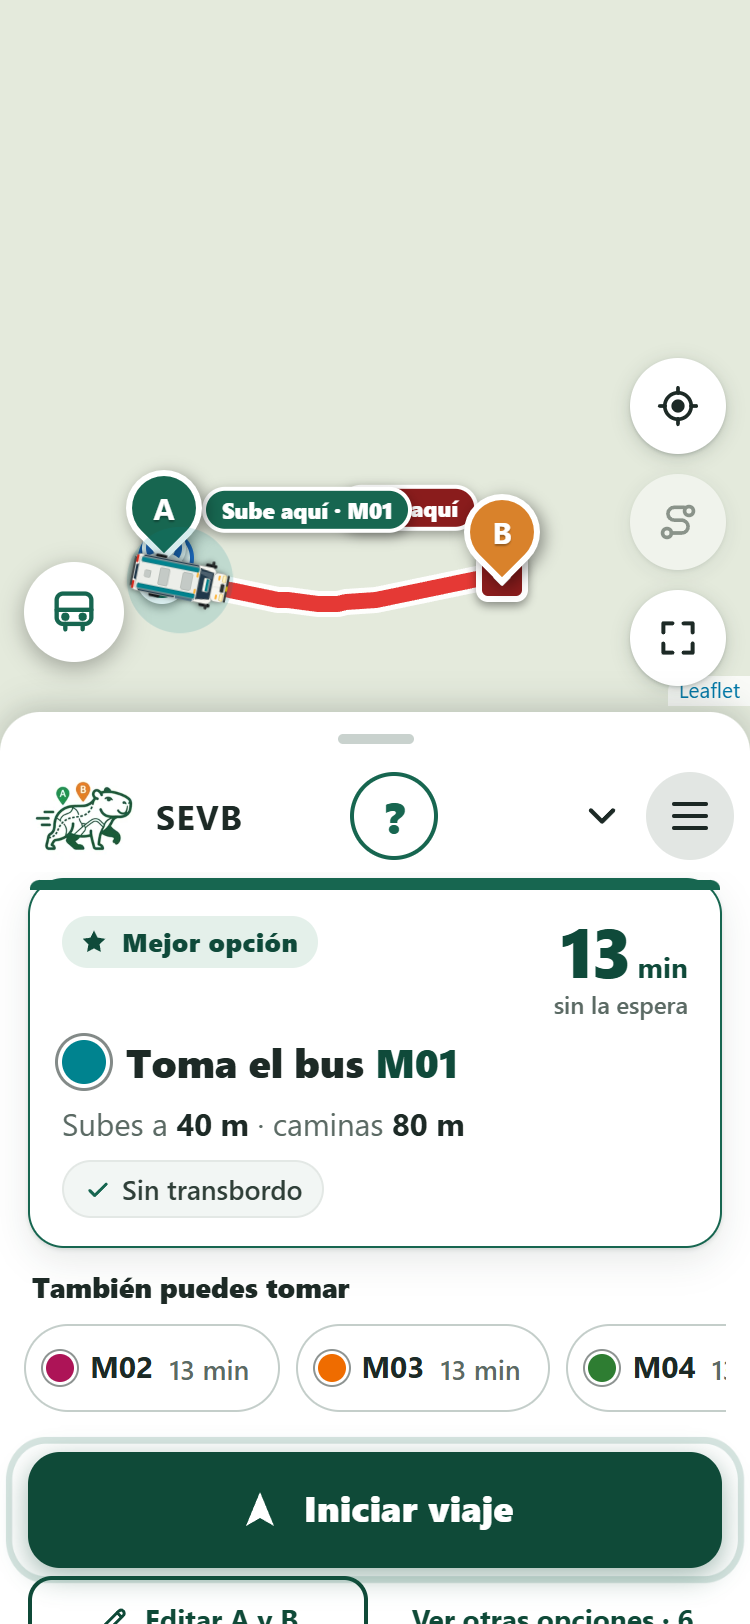 A
Sube aquí · M01
aquí
B
Leaflet
A
B
SEVB
?
Mejor opción
13 min
sin la espera
Toma el bus M01
Subes a 40 m · caminas 80 m
Sin transbordo
También puedes tomar
M02 13 min
M03 13 min
M04
Iniciar viaje
Editar A y B
Ver otras opciones · 6